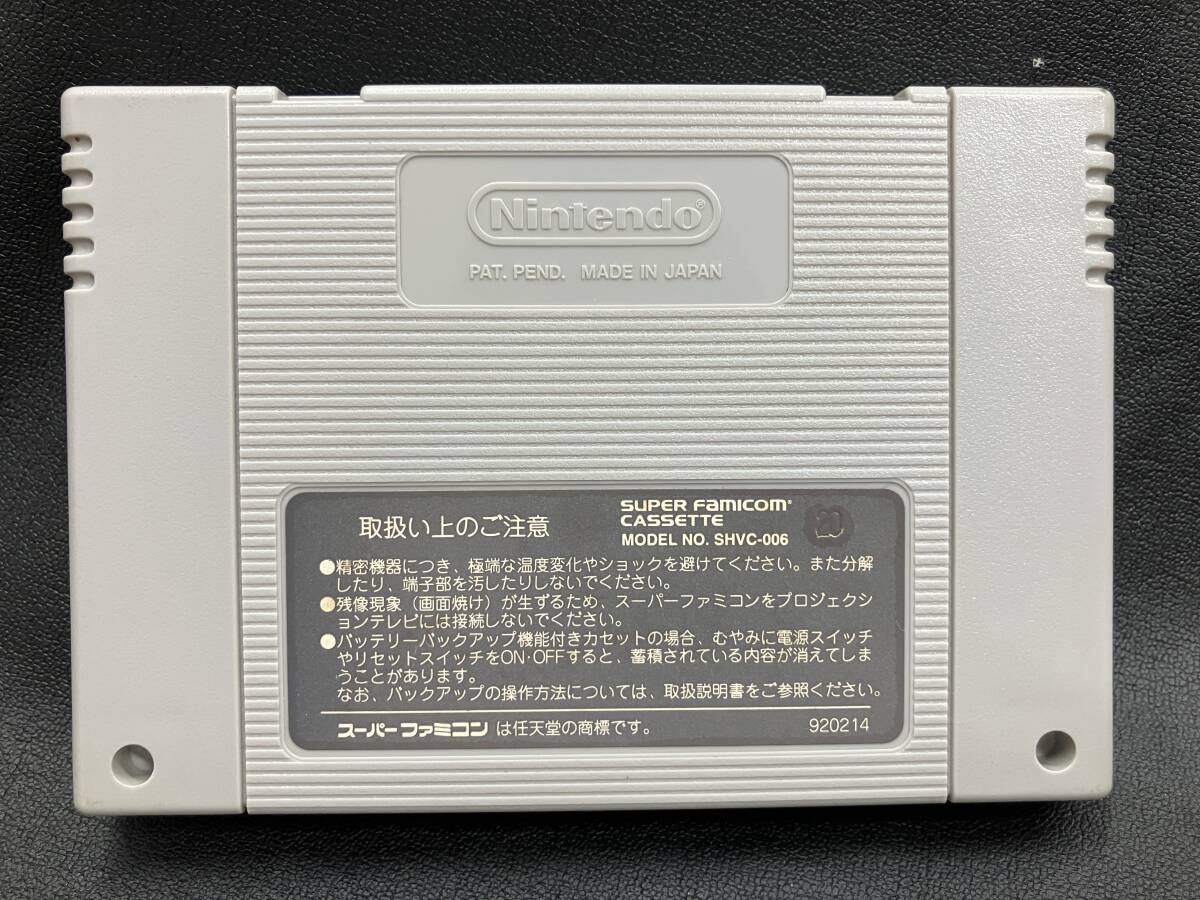 Nintendo®
PAT. PEND. MADE IN JAPAN
取扱い上のご注意
SUPER FAMICOM®
CASSETTE
MODEL NO. SHVC-006
20
●精密機器につき、極端な温度変化やショックを避けてください。また分解
したり、端子部を汚したりしないでください。
●残像現象（画面焼け）が生ずるため、スーパーファミコンをプロジェクシ
ョンテレビには接続しないでください。
●バッテリーバックアップ機能付きカセットの場合、むやみに電源スイッチ
やリセットスイッチをON・OFFすると、蓄積されている内容が消えてしま
うことがあります。
なお、バックアップの操作方法については、取扱説明書をご参照ください。
スーパーファミコンは任天堂の商標です。 920214